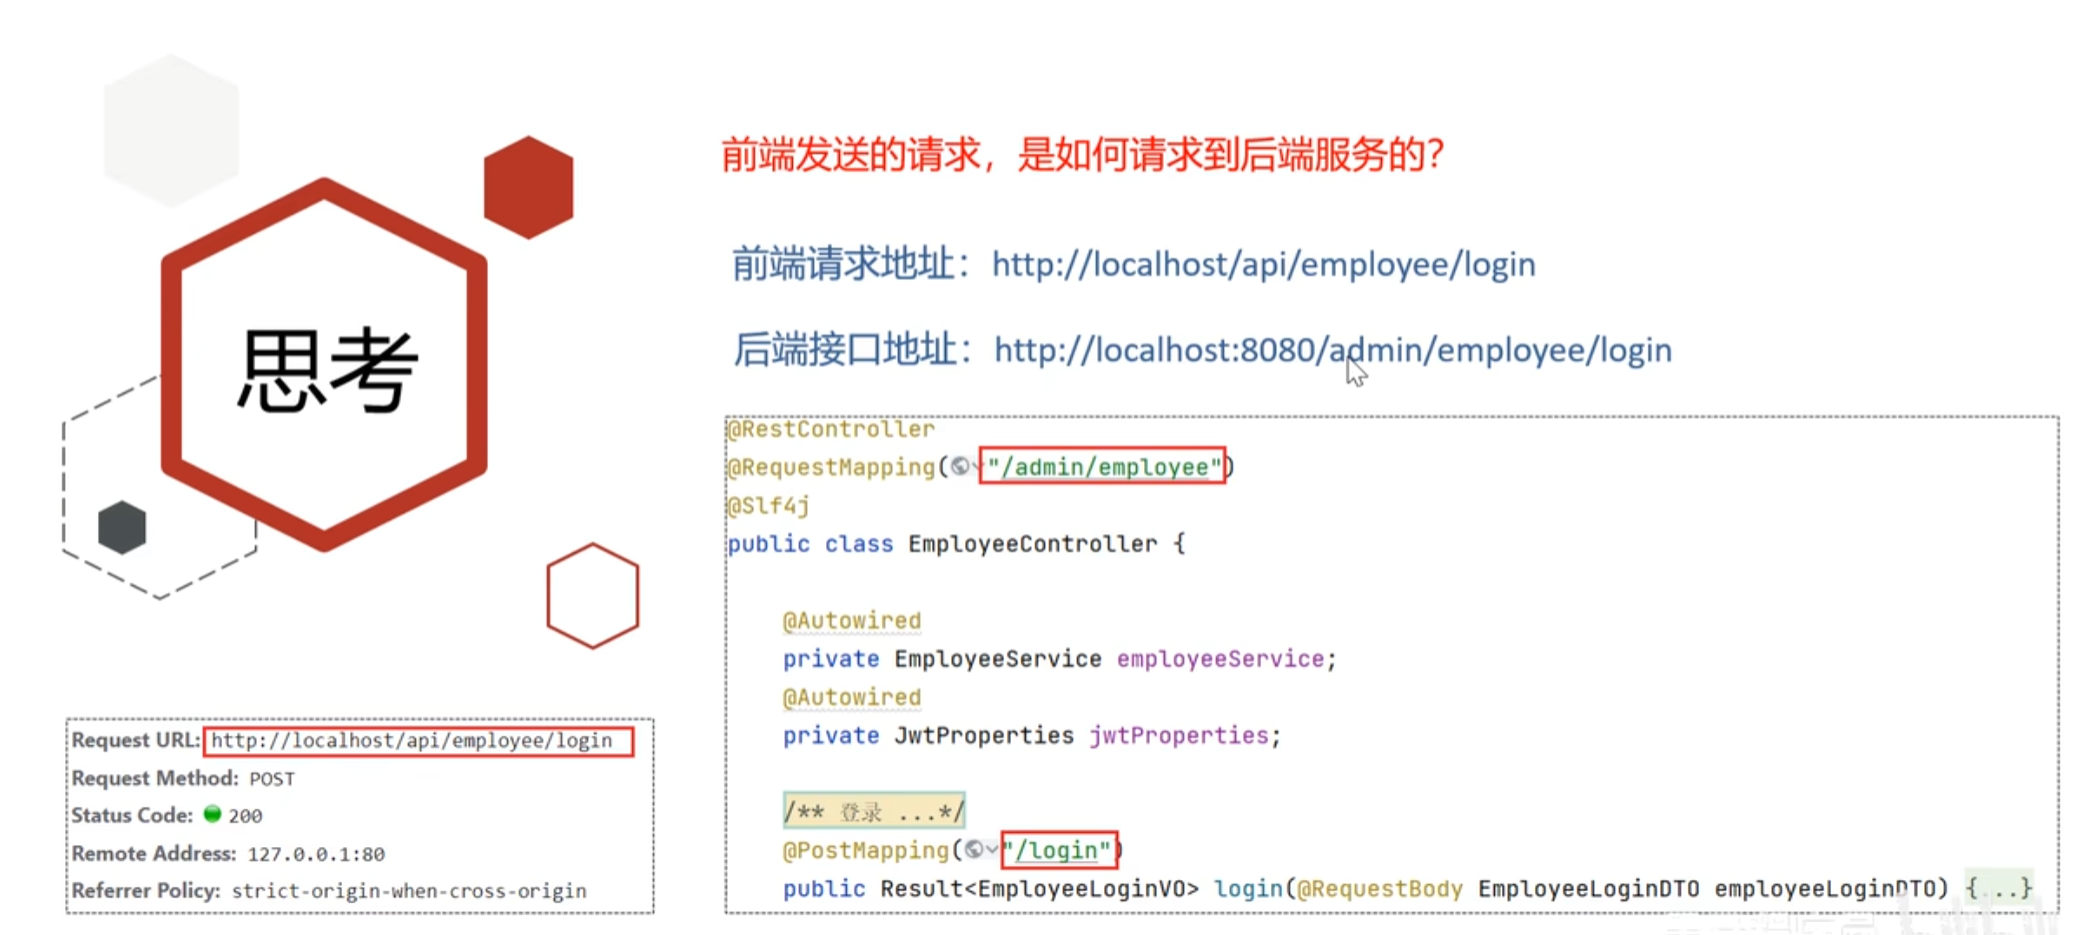 思考
前端发送的请求，是如何请求到后端服务的？
前端请求地址：http://localhost/api/employee/login
后端接口地址：http://localhost:8080/admin/employee/login
@RestController
@RequestMapping("/admin/employee")
@Slf4j
public class EmployeeController {
@Autowired
private EmployeeService employeeService;
@Autowired
private JwtProperties jwtProperties;
/** 登录 ...*/
@PostMapping("/login")
public Result<EmployeeLoginVO> login(@RequestBody EmployeeLoginDTO employeeLoginDTO) {...}
Request URL: http://localhost/api/employee/login
Request Method: POST
Status Code: 200
Remote Address: 127.0.0.1:80
Referrer Policy: strict-origin-when-cross-origin